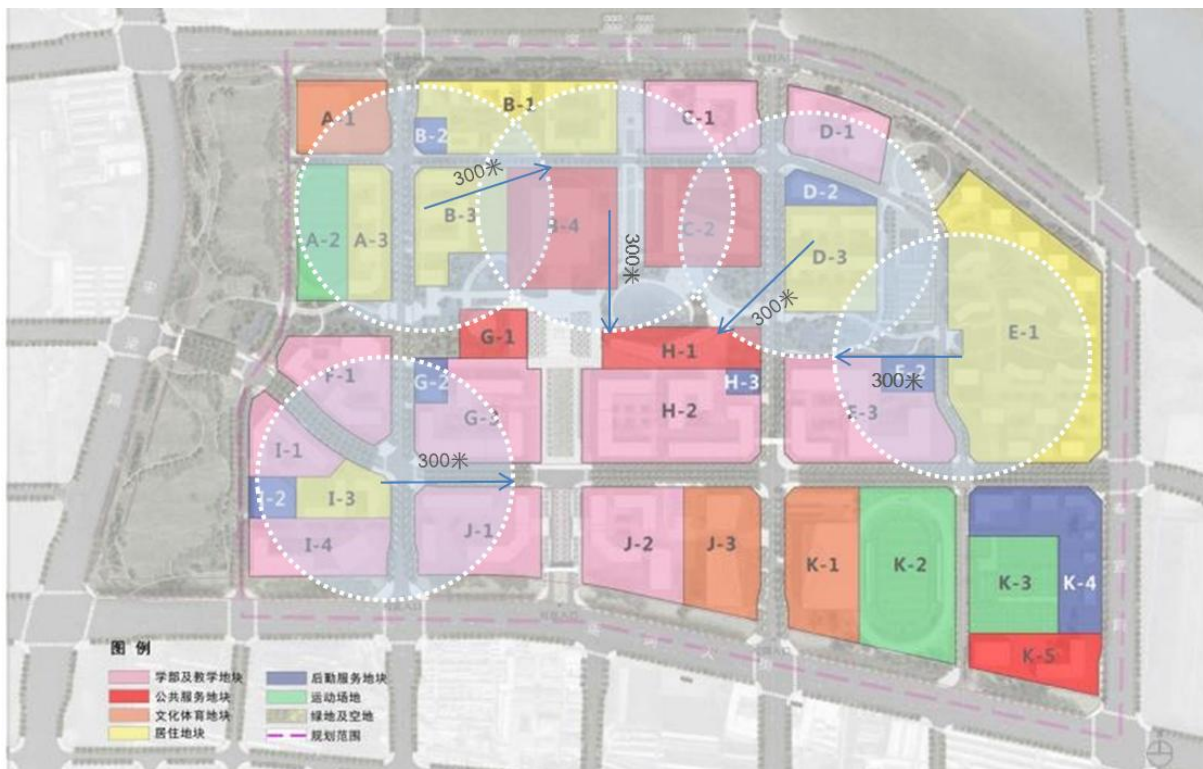 A-1
B-1
B-2
C-1
D-1
300米
A-2
A-3
B-3
B-4
C-2
D-2
D-3
300米
300米
E-1
G-1
H-1
F-1
G-2
G-3
H-3
H-2
E-2
E-3
300米
I-1
300米
I-2
I-3
I-4
J-1
J-2
J-3
K-1
K-2
K-3
K-4
K-5
图 例
学部及教学地块
后勤服务地块
公共服务地块
运动场地
文化体育地块
绿地及空地
居住地块
规划范围